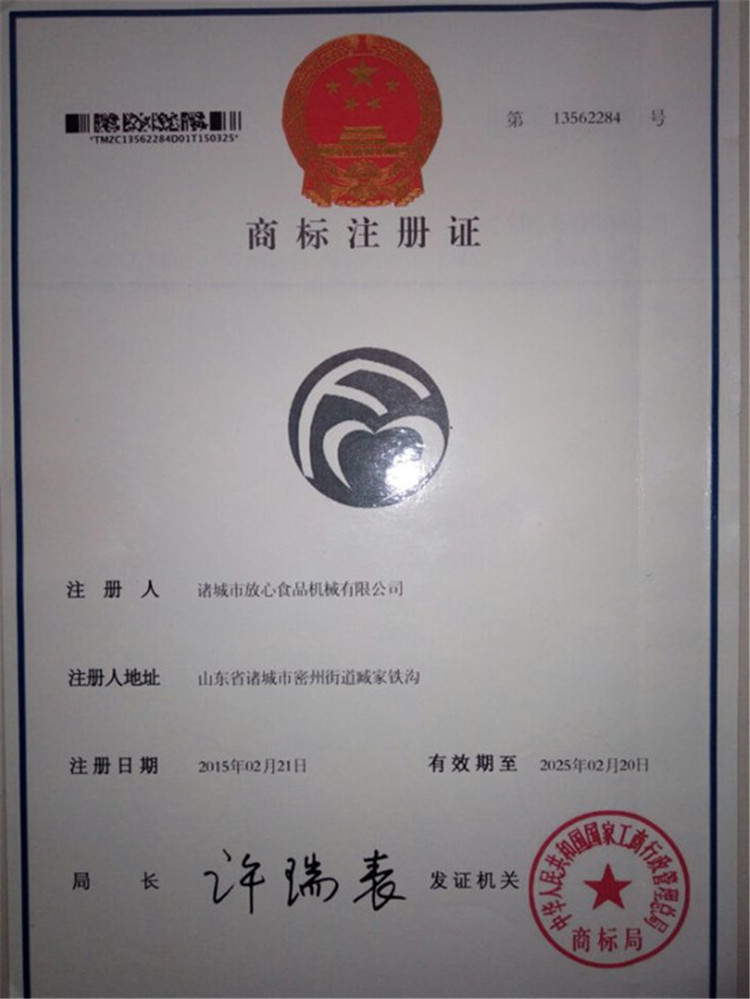 *TMZC13562284D01T150325*
第 13562284 号
商标注册证
注册人 诸城市放心食品机械有限公司
注册人地址 山东省诸城市密州街道臧家铁沟
注册日期 2015年02月21日 有效期至 2025年02月20日
局长 许瑞表 发证机关
中华人民共和国国家工商行政管理总局
商标局